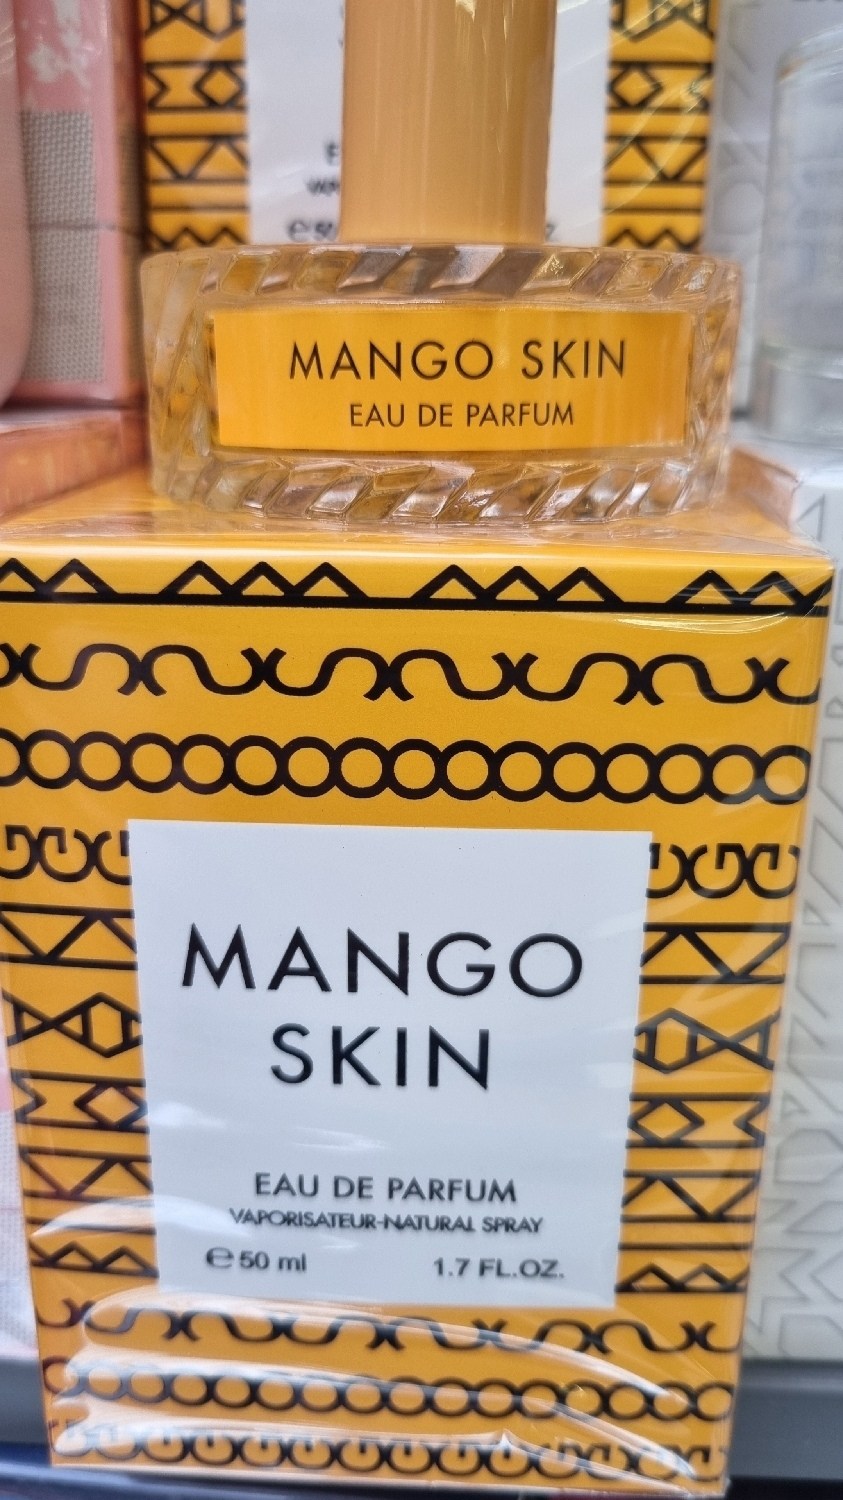 MANGO SKIN
EAU DE PARFUM
MANGO
SKIN
EAU DE PARFUM
VAPORISATEUR-NATURAL SPRAY
℮ 50 ml 1.7 FL.OZ.